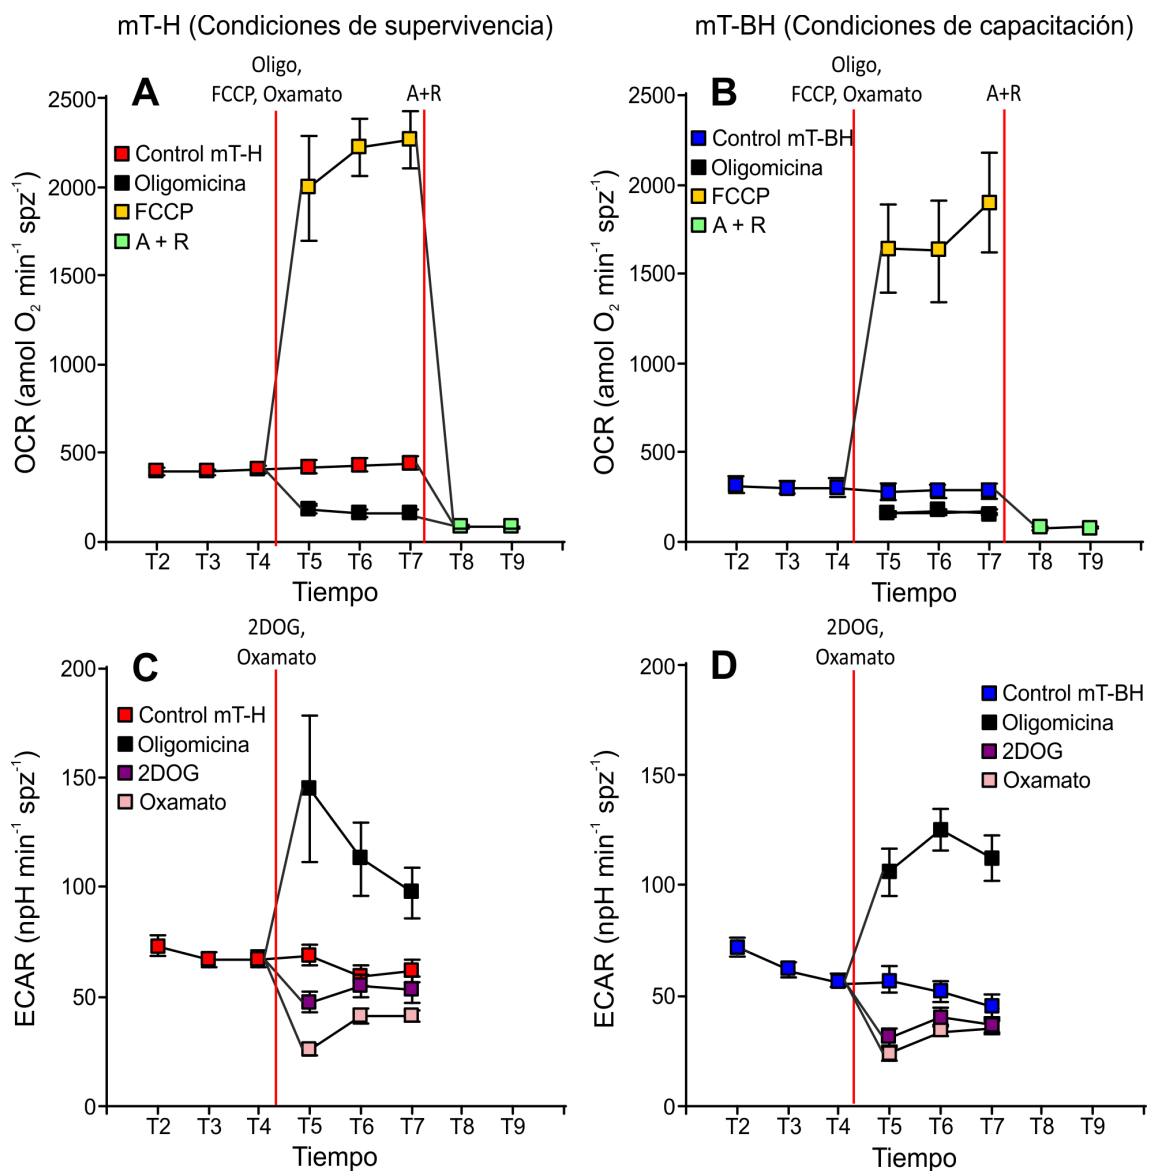 mT-H (Condiciones de supervivencia)
mT-BH (Condiciones de capacitación)
A
Oligo,
FCCP, Oxamato
A+R
2500
2000
1500
1000
500
0
OCR (amol O₂ min⁻¹ spz⁻¹)
Control mT-H
Oligomicina
FCCP
A + R
T2 T3 T4 T5 T6 T7 T8 T9
Tiempo
B
Oligo,
FCCP, Oxamato
A+R
2500
2000
1500
1000
500
0
OCR (amol O₂ min⁻¹ spz⁻¹)
Control mT-BH
Oligomicina
FCCP
A + R
T2 T3 T4 T5 T6 T7 T8 T9
Tiempo
C
2DOG,
Oxamato
200
150
100
50
0
ECAR (npH min⁻¹ spz⁻¹)
Control mT-H
Oligomicina
2DOG
Oxamato
T2 T3 T4 T5 T6 T7 T8 T9
Tiempo
D
2DOG,
Oxamato
200
150
100
50
0
ECAR (npH min⁻¹ spz⁻¹)
Control mT-BH
Oligomicina
2DOG
Oxamato
T2 T3 T4 T5 T6 T7 T8 T9
Tiempo